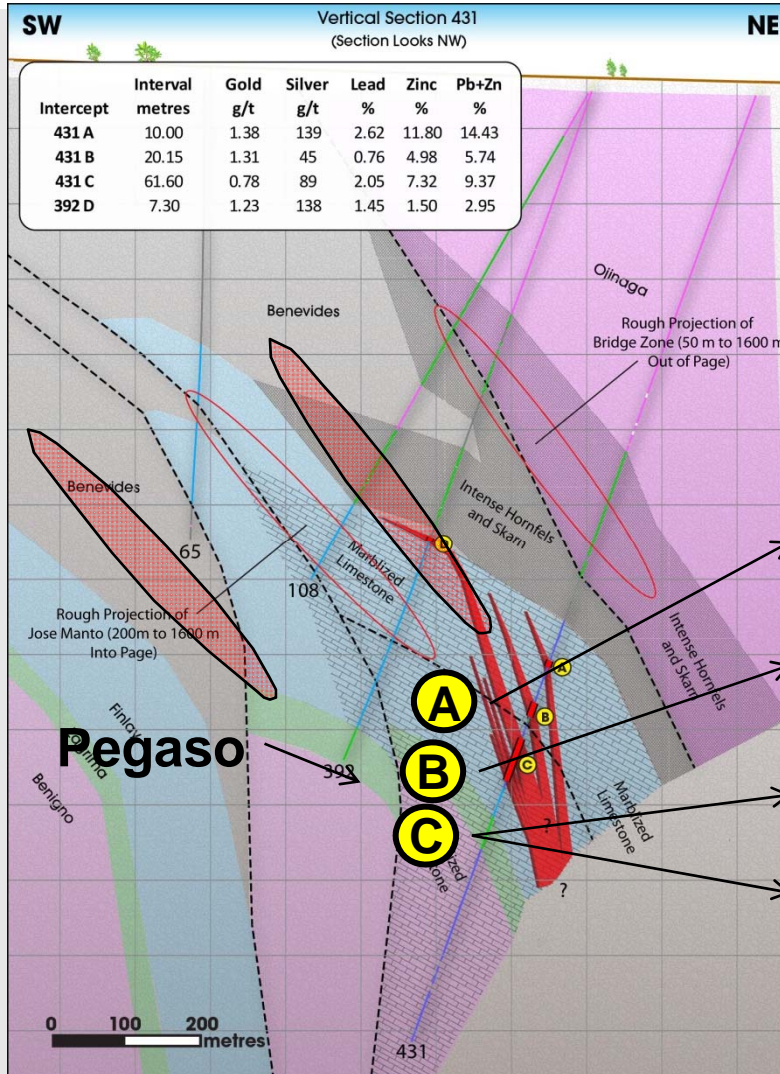 SW
Vertical Section 431
(Section Looks NW)
NE
Interval Gold Silver Lead Zinc Pb+Zn
Intercept metres g/t g/t % % %
431 A 10.00 1.38 139 2.62 11.80 14.43
431 B 20.15 1.31 45 0.76 4.98 5.74
431 C 61.60 0.78 89 2.05 7.32 9.37
392 D 7.30 1.23 138 1.45 1.50 2.95
Ojinaga
Benevides
Rough Projection of
Bridge Zone (50 m to 1600 m
Out of Page)
Benevides
Intense Hornfels
and Skarn
D
65
Marblized
Limestone
108
Rough Projection of
Jose Manto (200m to 1600 m
Into Page)
Intense Hornfels
and Skarn
A
A
B
Pegaso
C
B
392
Finlay
Benigno
Marblized
Limestone
C
?
?
0 100 200
metres
431